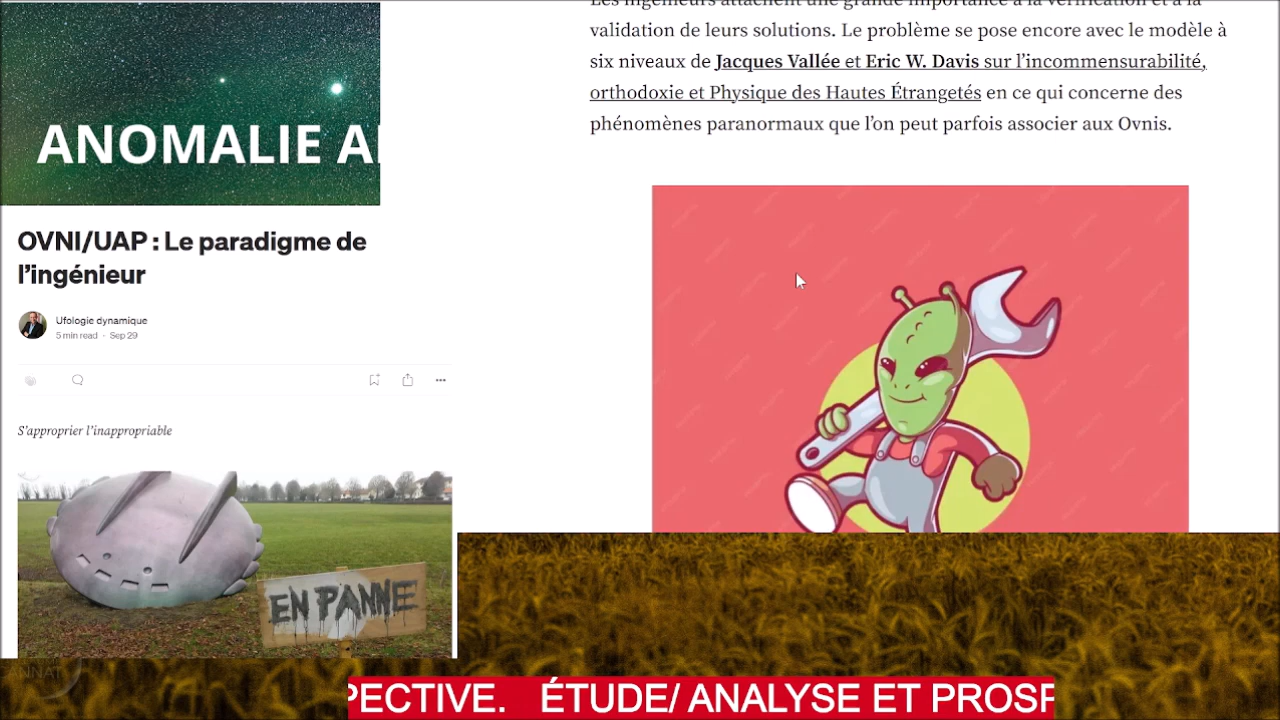 ANOMALIE
OVNI/UAP : Le paradigme de
l'ingénieur
Ufologie dynamique
5 min read · Sep 29
S'approprier l'inappropriable
EN PANNE
ANNAT
validation de leurs solutions. Le problème se pose encore avec le modèle à
six niveaux de Jacques Vallée et Eric W. Davis sur l'incommensurabilité,
orthodoxie et Physique des Hautes Étrangetés en ce qui concerne des
phénomènes paranormaux que l'on peut parfois associer aux Ovnis.
PECTIVE. ÉTUDE/ ANALYSE ET PROSP